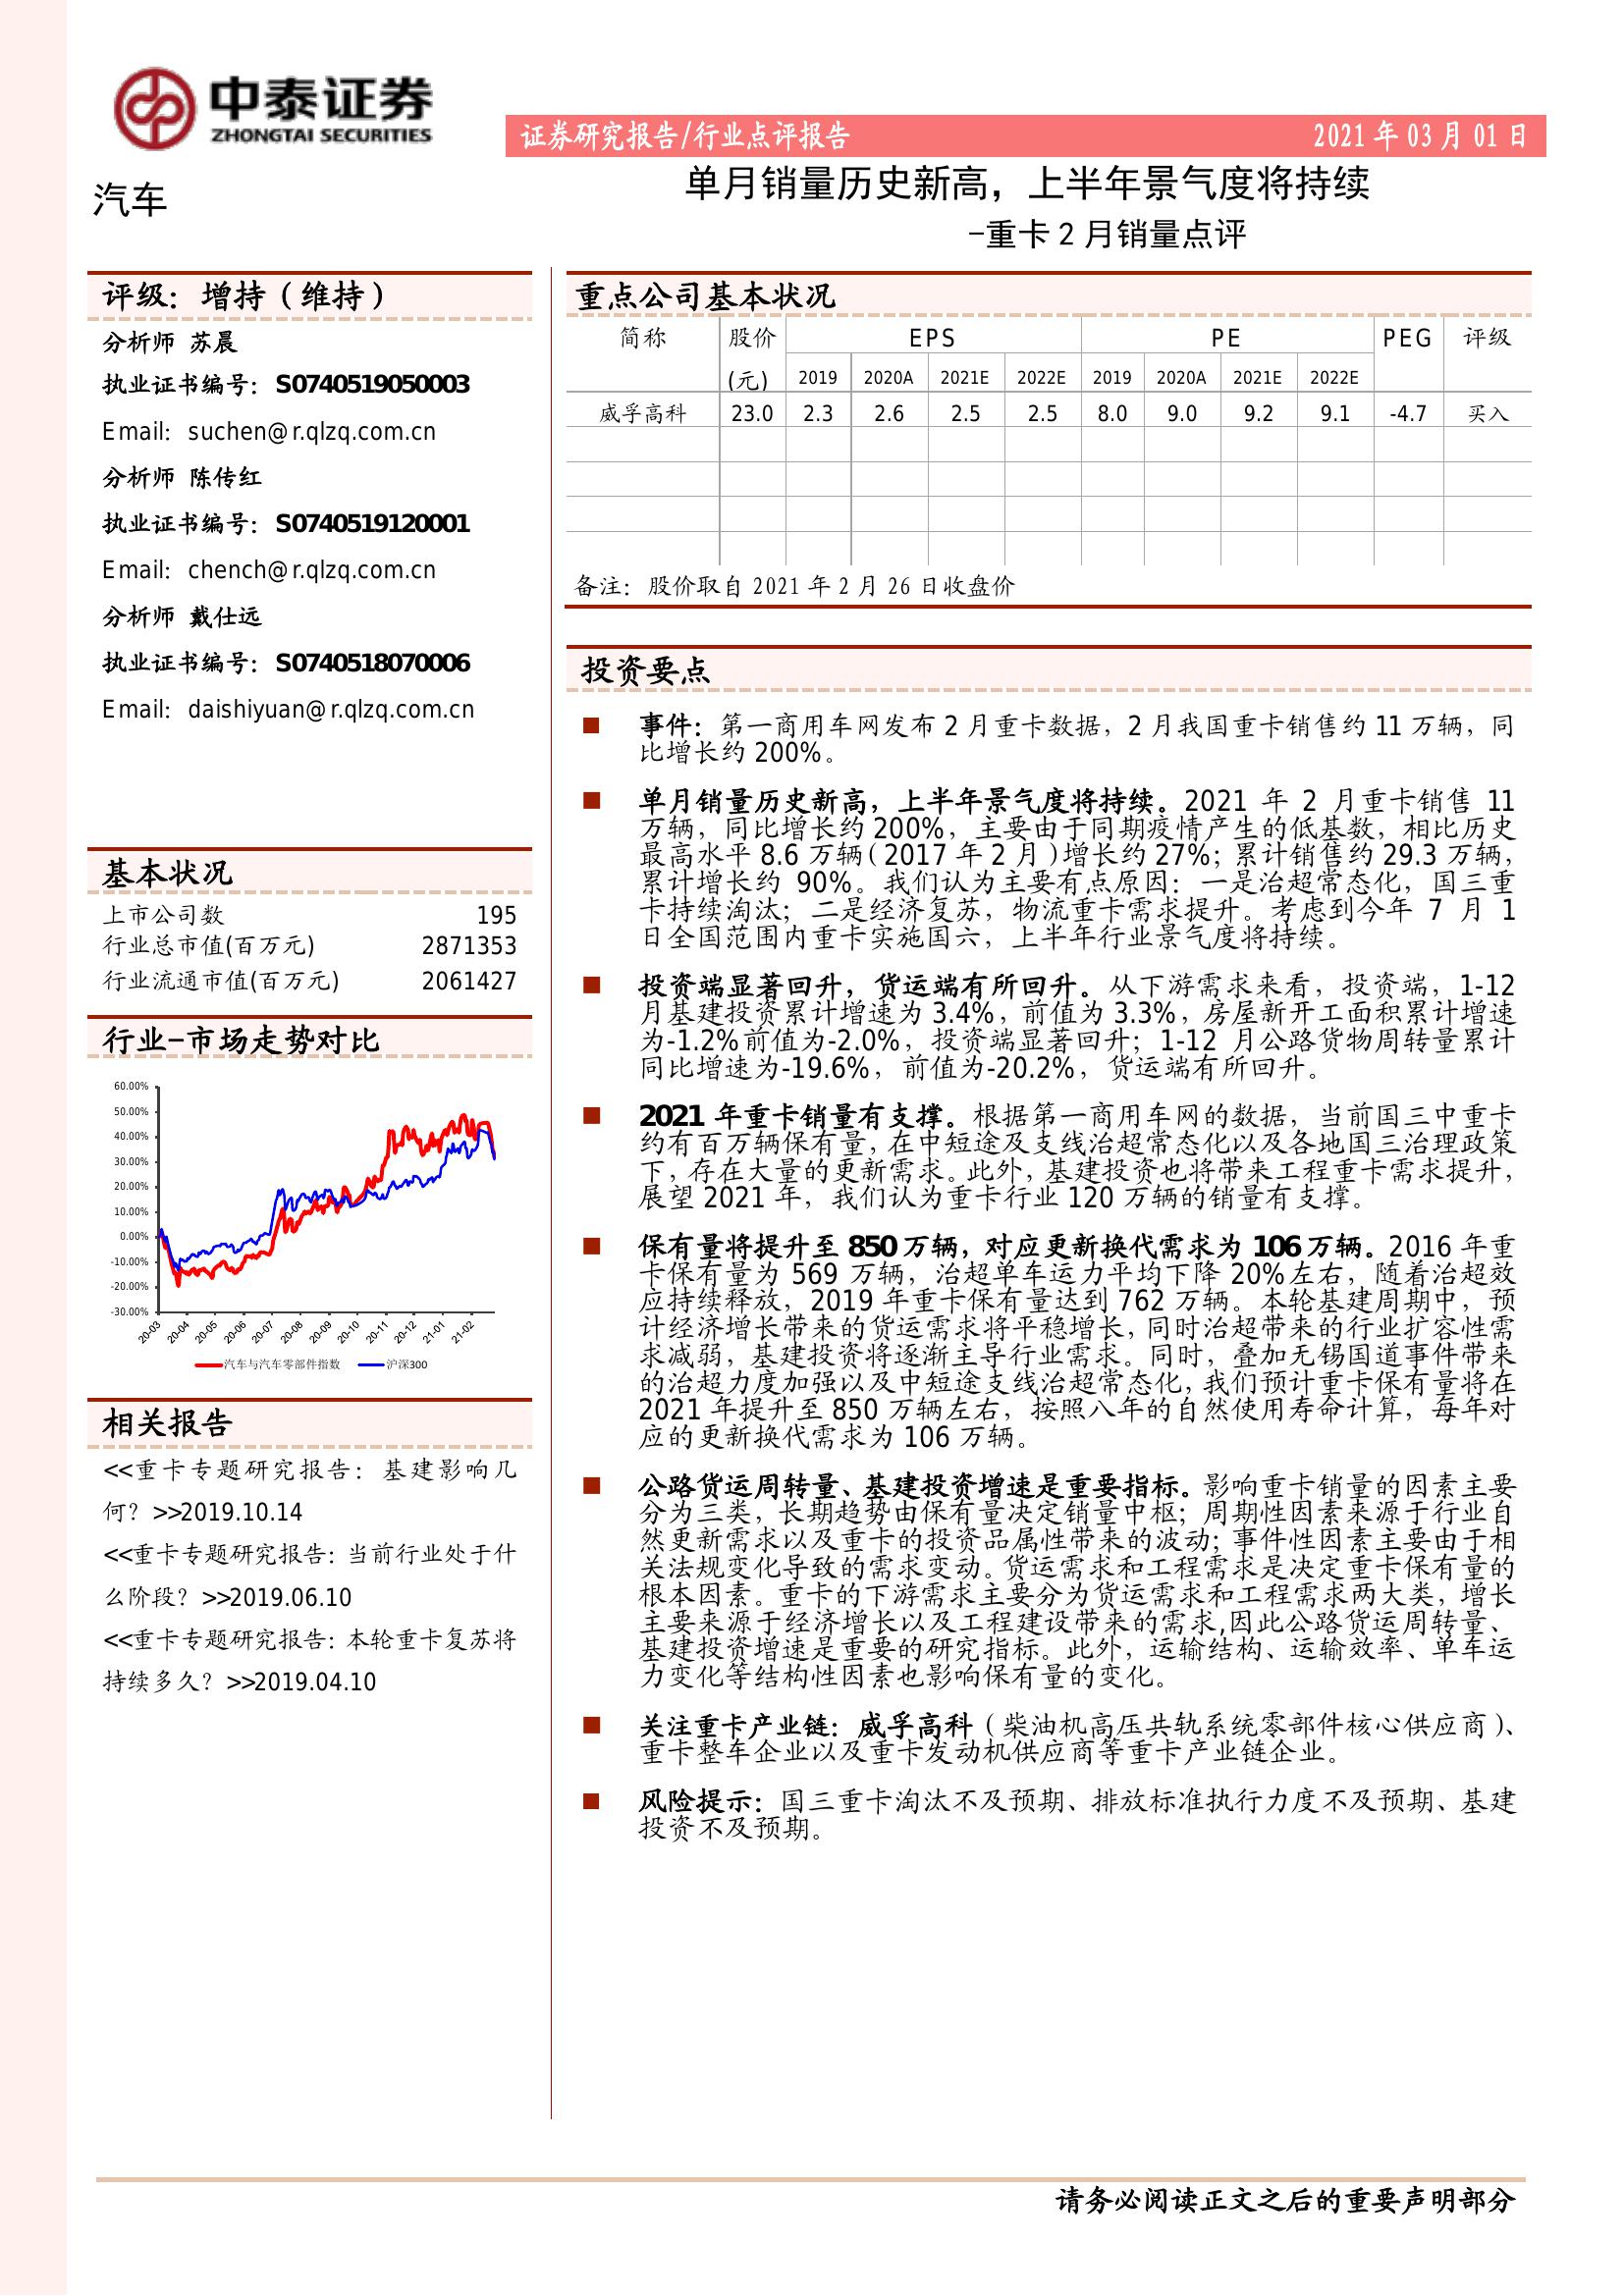 中泰证券
ZHONGTAI SECURITIES
证券研究报告/行业点评报告 2021 年 03 月 01 日
汽车
单月销量历史新高，上半年景气度将持续
-重卡 2 月销量点评
评级：增持（维持）
分析师 苏晨
执业证书编号：S0740519050003
Email：suchen@r.qlzq.com.cn
分析师 陈传红
执业证书编号：S0740519120001
Email：chench@r.qlzq.com.cn
分析师 戴仕远
执业证书编号：S0740518070006
Email：daishiyuan@r.qlzq.com.cn
基本状况
上市公司数 195
行业总市值(百万元) 2871353
行业流通市值(百万元) 2061427
行业-市场走势对比
60.00%
50.00%
40.00%
30.00%
20.00%
10.00%
0.00%
-10.00%
-20.00%
-30.00%
20-03 20-04 20-05 20-06 20-07 20-08 20-09 20-10 20-11 20-12 21-01 21-02
汽车与汽车零部件指数 沪深300
相关报告
<<重卡专题研究报告：基建影响几
何？>>2019.10.14
<<重卡专题研究报告：当前行业处于什
么阶段？>>2019.06.10
<<重卡专题研究报告：本轮重卡复苏将
持续多久？>>2019.04.10
重点公司基本状况
简称 股价 EPS PE PEG 评级
(元) 2019 2020A 2021E 2022E 2019 2020A 2021E 2022E
威孚高科 23.0 2.3 2.6 2.5 2.5 8.0 9.0 9.2 9.1 -4.7 买入
备注：股价取自 2021 年 2 月 26 日收盘价
投资要点
■ 事件：第一商用车网发布 2 月重卡数据，2 月我国重卡销售约 11 万辆，同
比增长约 200%。
■ 单月销量历史新高，上半年景气度将持续。2021 年 2 月重卡销售 11
万辆，同比增长约 200%，主要由于同期疫情产生的低基数，相比历史
最高水平 8.6 万辆（2017 年 2 月）增长约 27%；累计销售约 29.3 万辆，
累计增长约 90%。我们认为主要有点原因：一是治超常态化，国三重
卡持续淘汰；二是经济复苏，物流重卡需求提升。考虑到今年 7 月 1
日全国范围内重卡实施国六，上半年行业景气度将持续。
■ 投资端显著回升，货运端有所回升。从下游需求来看，投资端，1-12
月基建投资累计增速为 3.4%，前值为 3.3%，房屋新开工面积累计增速
为-1.2%前值为-2.0%，投资端显著回升；1-12 月公路货物周转量累计
同比增速为-19.6%，前值为-20.2%，货运端有所回升。
■ 2021 年重卡销量有支撑。根据第一商用车网的数据，当前国三中重卡
约有百万辆保有量，在中短途及支线治超常态化以及各地国三治理政策
下，存在大量的更新需求。此外，基建投资也将带来工程重卡需求提升，
展望 2021 年，我们认为重卡行业 120 万辆的销量有支撑。
■ 保有量将提升至 850 万辆，对应更新换代需求为 106 万辆。2016 年重
卡保有量为 569 万辆，治超单车运力平均下降 20%左右，随着治超效
应持续释放，2019 年重卡保有量达到 762 万辆。本轮基建周期中，预
计经济增长带来的货运需求将平稳增长，同时治超带来的行业扩容性需
求减弱，基建投资将逐渐主导行业需求。同时，叠加无锡国道事件带来
的治超力度加强以及中短途支线治超常态化，我们预计重卡保有量将在
2021 年提升至 850 万辆左右，按照八年的自然使用寿命计算，每年对
应的更新换代需求为 106 万辆。
■ 公路货运周转量、基建投资增速是重要指标。影响重卡销量的因素主要
分为三类，长期趋势由保有量决定销量中枢；周期性因素来源于行业自
然更新需求以及重卡的投资品属性带来的波动；事件性因素主要由于相
关法规变化导致的需求变动。货运需求和工程需求是决定重卡保有量的
根本因素。重卡的下游需求主要分为货运需求和工程需求两大类，增长
主要来源于经济增长以及工程建设带来的需求,因此公路货运周转量、
基建投资增速是重要的研究指标。此外，运输结构、运输效率、单车运
力变化等结构性因素也影响保有量的变化。
■ 关注重卡产业链：威孚高科（柴油机高压共轨系统零部件核心供应商）、
重卡整车企业以及重卡发动机供应商等重卡产业链企业。
■ 风险提示：国三重卡淘汰不及预期、排放标准执行力度不及预期、基建
投资不及预期。
请务必阅读正文之后的重要声明部分